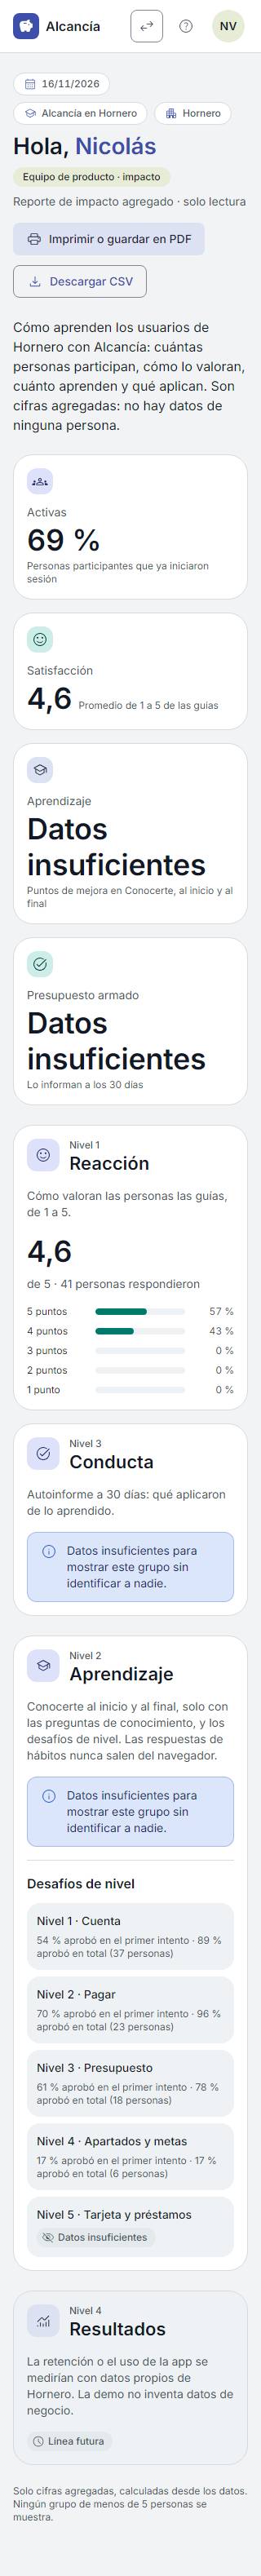 Alcancía
NV
16/11/2026
Alcancía en Hornero
Hornero
Hola, Nicolás
Equipo de producto · impacto
Reporte de impacto agregado · solo lectura
Imprimir o guardar en PDF
Descargar CSV
Cómo aprenden los usuarios de
Hornero con Alcancía: cuántas
personas participan, cómo lo valoran,
cuánto aprenden y qué aplican. Son
cifras agregadas: no hay datos de
ninguna persona.
Activas
69 %
Personas participantes que ya iniciaron
sesión
Satisfacción
4,6 Promedio de 1 a 5 de las guías
Aprendizaje
Datos
insuficientes
Puntos de mejora en Conocerte, al inicio y al
final
Presupuesto armado
Datos
insuficientes
Lo informan a los 30 días
Nivel 1
Reacción
Cómo valoran las personas las guías,
de 1 a 5.
4,6
de 5 · 41 personas respondieron
5 puntos 57 %
4 puntos 43 %
3 puntos 0 %
2 puntos 0 %
1 punto 0 %
Nivel 3
Conducta
Autoinforme a 30 días: qué aplicaron
de lo aprendido.
Datos insuficientes para
mostrar este grupo sin
identificar a nadie.
Nivel 2
Aprendizaje
Conocerte al inicio y al final, solo con
las preguntas de conocimiento, y los
desafíos de nivel. Las respuestas de
hábitos nunca salen del navegador.
Datos insuficientes para
mostrar este grupo sin
identificar a nadie.
Desafíos de nivel
Nivel 1 · Cuenta
54 % aprobó en el primer intento · 89 %
aprobó en total (37 personas)
Nivel 2 · Pagar
70 % aprobó en el primer intento · 96 %
aprobó en total (23 personas)
Nivel 3 · Presupuesto
61 % aprobó en el primer intento · 78 %
aprobó en total (18 personas)
Nivel 4 · Apartados y metas
17 % aprobó en el primer intento · 17 %
aprobó en total (6 personas)
Nivel 5 · Tarjeta y préstamos
Datos insuficientes
Nivel 4
Resultados
La retención o el uso de la app se
medirían con datos propios de
Hornero. La demo no inventa datos de
negocio.
Línea futura
Solo cifras agregadas, calculadas desde los datos.
Ningún grupo de menos de 5 personas se
muestra.